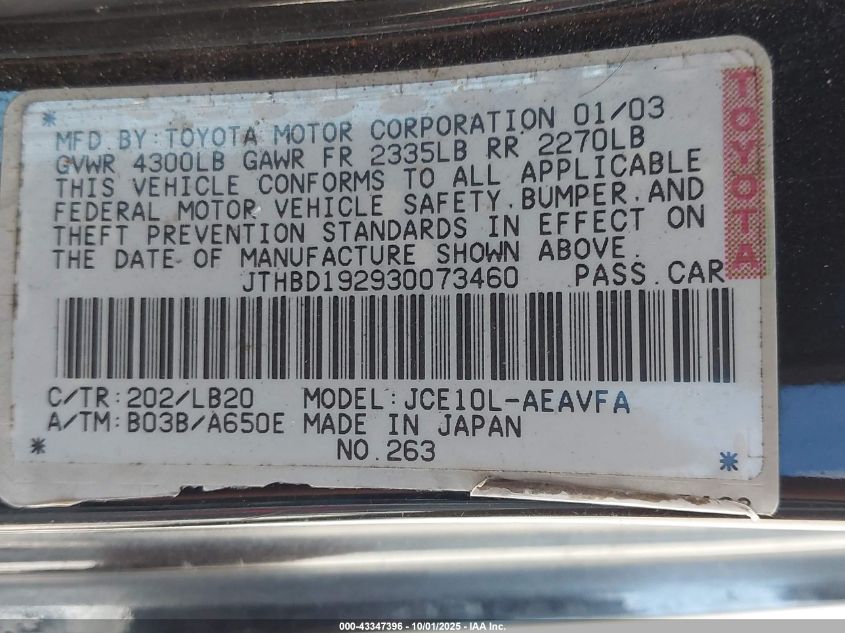 MFD.BY:TOYOTA MOTOR CORPORATION 01/03
GVWR 4300LB GAWR FR 2335LB RR 2270LB
THIS VEHICLE CONFORMS TO ALL APPLICABLE
FEDERAL MOTOR VEHICLE SAFETY,BUMPER,AND
THEFT PREVENTION STANDARDS IN EFFECT ON
THE DATE OF MANUFACTURE SHOWN ABOVE.
JTHBD192930073460 PASS.CAR
TOYOTA
C/TR:202/LB20 MODEL:JCE10L-AEAVFA
A/TM:B03B/A650E MADE IN JAPAN
NO.263
000-43347396 - 10/01/2025 - IAA Inc.